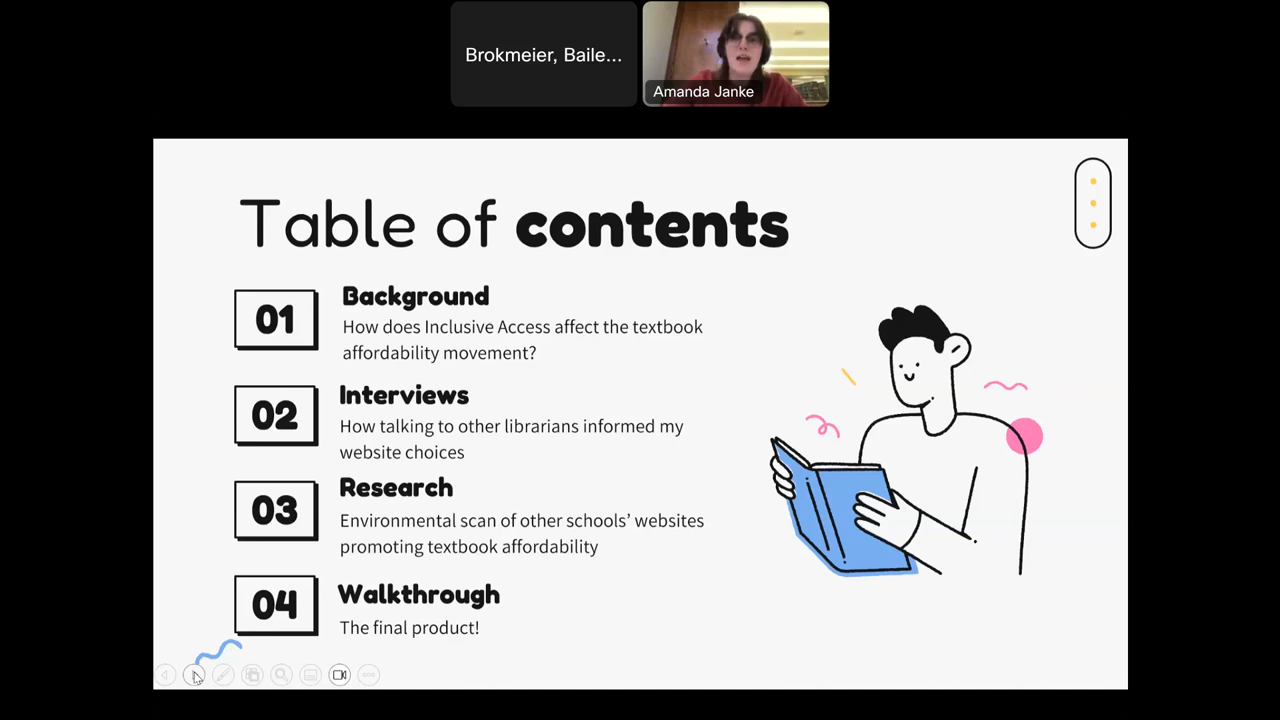 Brokmeier, Baile...
Amanda Janke
Table of contents
01
Background
How does Inclusive Access affect the textbook
affordability movement?
02
Interviews
How talking to other librarians informed my
website choices
03
Research
Environmental scan of other schools' websites
promoting textbook affordability
04
Walkthrough
The final product!